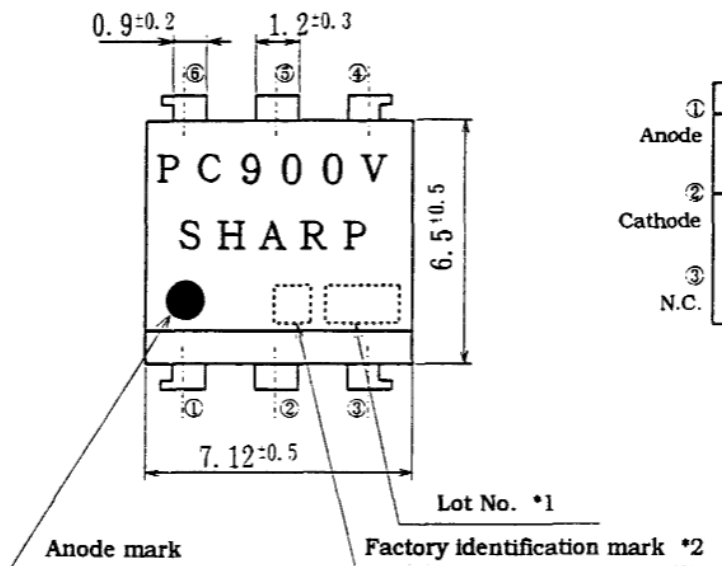 0.9±0.2
1.2±0.3
⑥ ⑤ ④
PC900V
SHARP
6.5±0.5
① ② ③
7.12±0.5
Lot No. *1
Anode mark
Factory identification mark *2
①
Anode
②
Cathode
③
N.C.